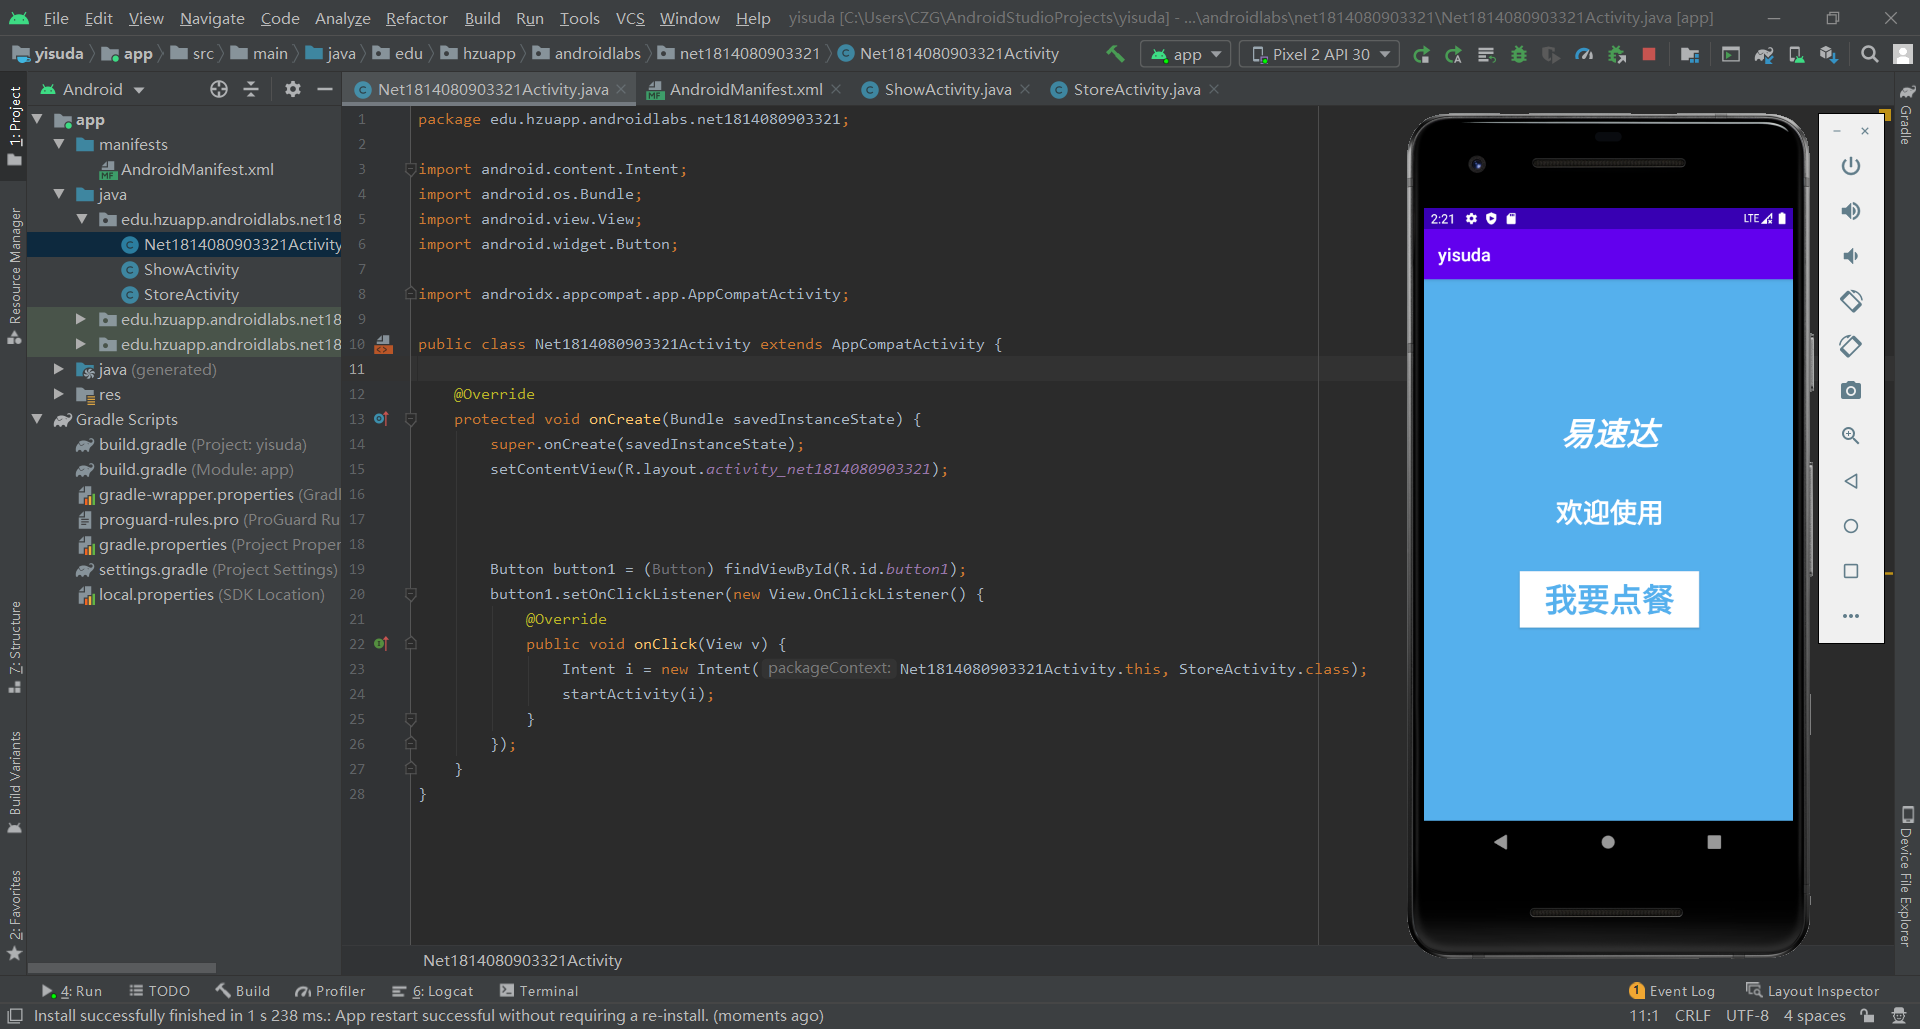 File Edit View Navigate Code Analyze Refactor Build Run Tools VCS Window Help yisuda [C:\Users\CZG\AndroidStudioProjects\yisuda] - ...\androidlabs\net1814080903321\Net1814080903321Activity.java [app]
yisuda app src main java edu hzuapp androidlabs net1814080903321 Net1814080903321Activity app Pixel 2 API 30
Android
Net1814080903321Activity.java AndroidManifest.xml ShowActivity.java StoreActivity.java
1: Project
Resource Manager
Z: Structure
Build Variants
2: Favorites
app
manifests
AndroidManifest.xml
java
edu.hzuapp.androidlabs.net18
Net1814080903321Activity
ShowActivity
StoreActivity
edu.hzuapp.androidlabs.net18
edu.hzuapp.androidlabs.net18
java (generated)
res
Gradle Scripts
build.gradle (Project: yisuda)
build.gradle (Module: app)
gradle-wrapper.properties (Gradl
proguard-rules.pro (ProGuard Ru
gradle.properties (Project Proper
settings.gradle (Project Settings)
local.properties (SDK Location)
1 package edu.hzuapp.androidlabs.net1814080903321;
2
3 import android.content.Intent;
4 import android.os.Bundle;
5 import android.view.View;
6 import android.widget.Button;
7
8 import androidx.appcompat.app.AppCompatActivity;
9
10 public class Net1814080903321Activity extends AppCompatActivity {
11
12 @Override
13 protected void onCreate(Bundle savedInstanceState) {
14 super.onCreate(savedInstanceState);
15 setContentView(R.layout.activity_net1814080903321);
16
17
18
19 Button button1 = (Button) findViewById(R.id.button1);
20 button1.setOnClickListener(new View.OnClickListener() {
21 @Override
22 public void onClick(View v) {
23 Intent i = new Intent( packageContext: Net1814080903321Activity.this, StoreActivity.class);
24 startActivity(i);
25 }
26 });
27 }
28 }
Net1814080903321Activity
2:21 LTE
yisuda
易速达
欢迎使用
我要点餐
Gradle
Device File Explorer
4: Run TODO Build Profiler 6: Logcat Terminal 1 Event Log Layout Inspector
Install successfully finished in 1 s 238 ms.: App restart successful without requiring a re-install. (moments ago) 11:1 CRLF UTF-8 4 spaces